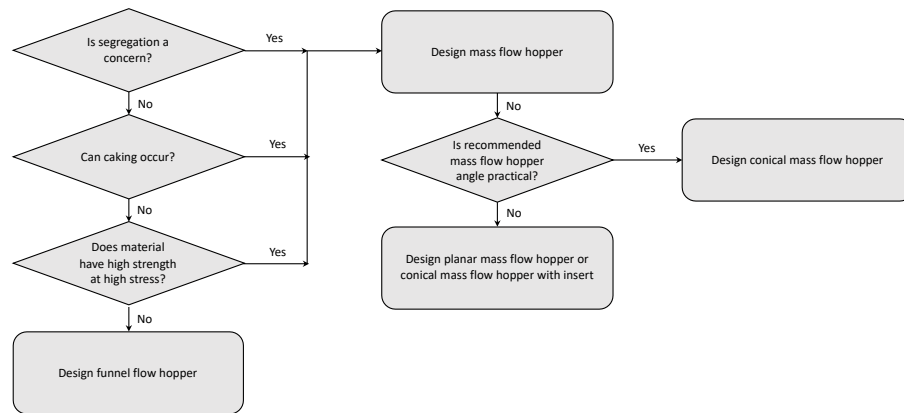 Is segregation a
concern?
Yes
Design mass flow hopper
No
No
Can caking occur?
Yes
Is recommended
mass flow hopper
angle practical?
Yes
Design conical mass flow hopper
No
No
Does material
have high strength
at high stress?
Yes
Design planar mass flow hopper or
conical mass flow hopper with insert
No
Design funnel flow hopper